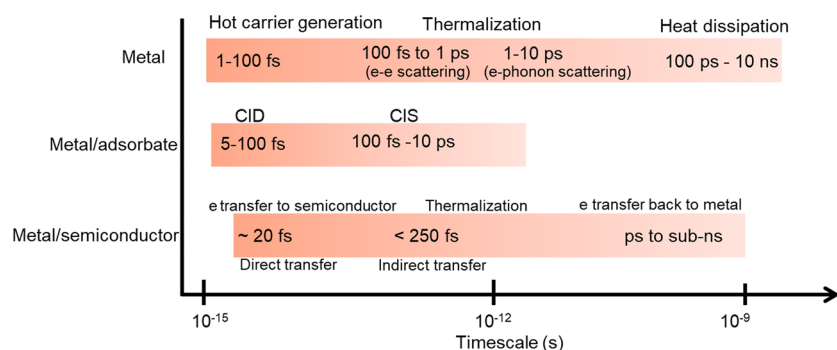 Hot carrier generation
Thermalization
Heat dissipation
Metal
1-100 fs
100 fs to 1 ps
(e-e scattering)
1-10 ps
(e-phonon scattering)
100 ps - 10 ns
CID
CIS
Metal/adsorbate
5-100 fs
100 fs -10 ps
e transfer to semiconductor
Thermalization
e transfer back to metal
Metal/semiconductor
~ 20 fs
< 250 fs
ps to sub-ns
Direct transfer
Indirect transfer
10-15
10-12
10-9
Timescale (s)